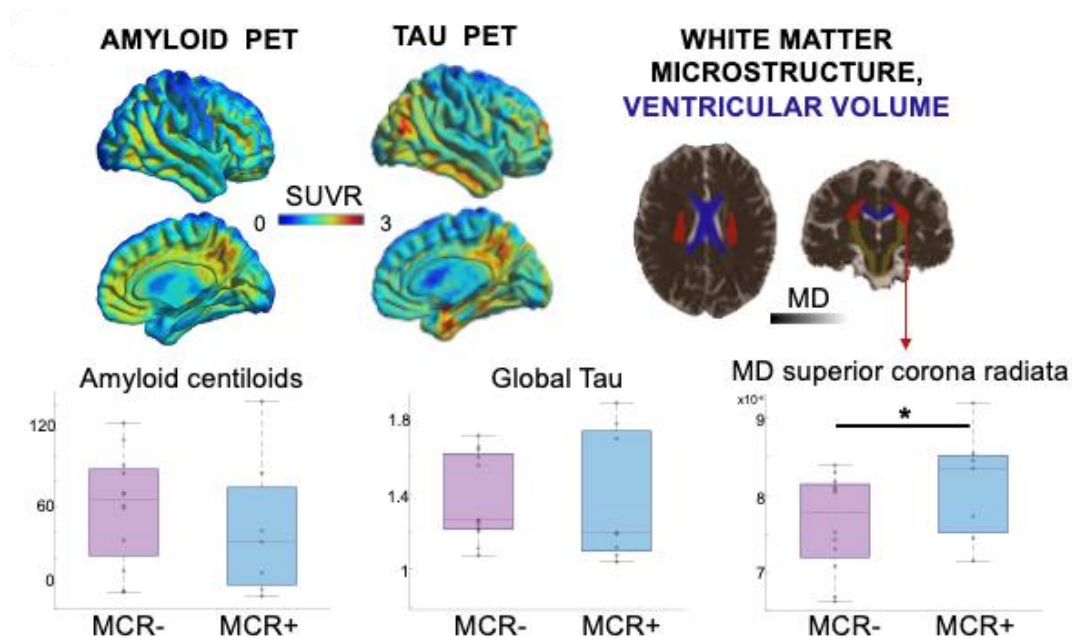 AMYLOID PET
TAU PET
WHITE MATTER
MICROSTRUCTURE,
VENTRICULAR VOLUME
SUVR
0
3
MD
Amyloid centiloids
120
60
0
MCR-
MCR+
Global Tau
1.8
1.4
1
MCR-
MCR+
MD superior corona radiata
9
*
8
7
MCR-
MCR+